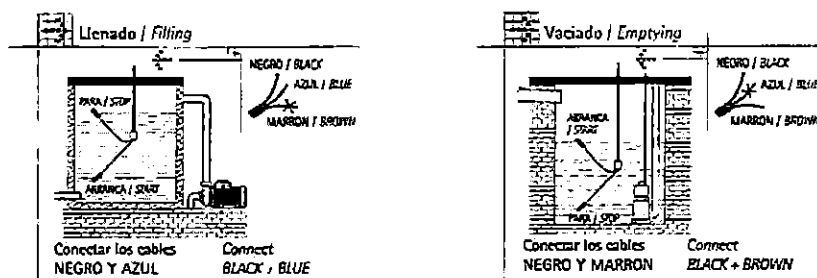 Llenado / Filling
NEGRO / BLACK
AZUL / BLUE
MARRON / BROWN
PARA / STOP
ARRANCA / START
Conectar los cables
NEGRO Y AZUL
Connect
BLACK / BLUE
Vaciado / Emptying
NEGRO / BLACK
AZUL / BLUE
MARRON / BROWN
ARRANCA
/ START
PARA / STOP
Conectar los cables
NEGRO Y MARRON
Connect
BLACK + BROWN